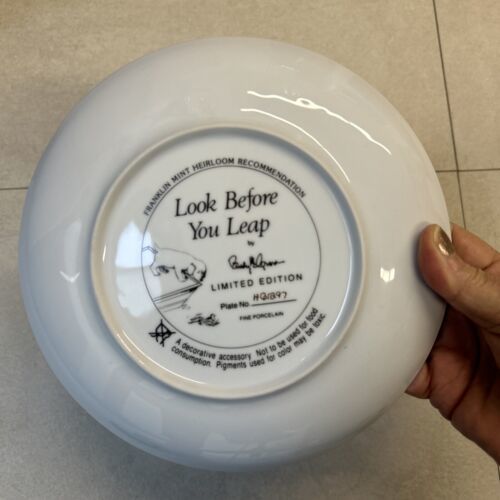 FRANKLIN MINT HEIRLOOM RECOMMENDATION
Look Before
You Leap
by
LIMITED EDITION
Plate No. HG1397
FINE PORCELAIN
A decorative accessory. Not to be used for food
consumption. Pigments used for color may be toxic